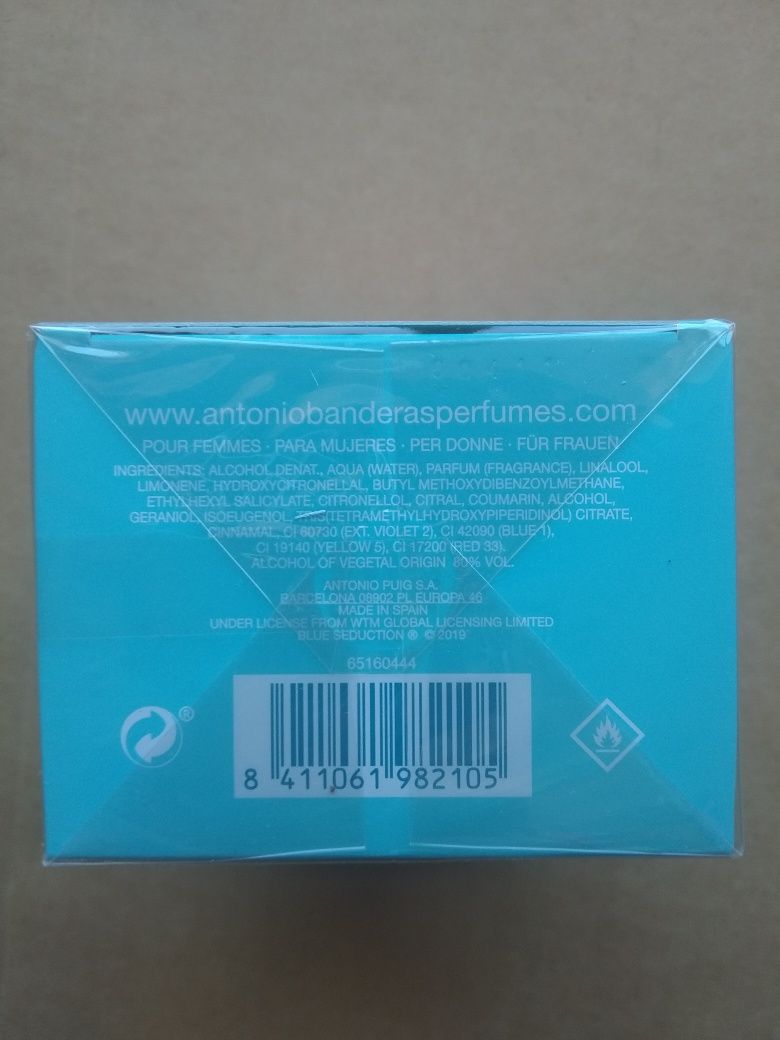 www.antoniobanderasperfumes.com
POUR FEMMES · PARA MUJERES · PER DONNE · FÜR FRAUEN
INGREDIENTS: ALCOHOL DENAT., AQUA (WATER), PARFUM (FRAGRANCE), LINALOOL,
LIMONENE, HYDROXYCITRONELLAL, BUTYL METHOXYDIBENZOYLMETHANE,
ETHYLHEXYL SALICYLATE, CITRONELLOL, CITRAL, COUMARIN, ALCOHOL,
GERANIOL, ISOEUGENOL, TRIS(TETRAMETHYLHYDROXYPIPERIDINOL) CITRATE,
CINNAMAL, CI 60730 (EXT. VIOLET 2), CI 42090 (BLUE 1),
CI 19140 (YELLOW 5), CI 17200 (RED 33).
ALCOHOL OF VEGETAL ORIGIN 80% VOL.
ANTONIO PUIG S.A.
BARCELONA 08902 PL EUROPA 46
MADE IN SPAIN
UNDER LICENSE FROM WTM GLOBAL LICENSING LIMITED
BLUE SEDUCTION ® © 2019
65160444
®
8 411061 982105